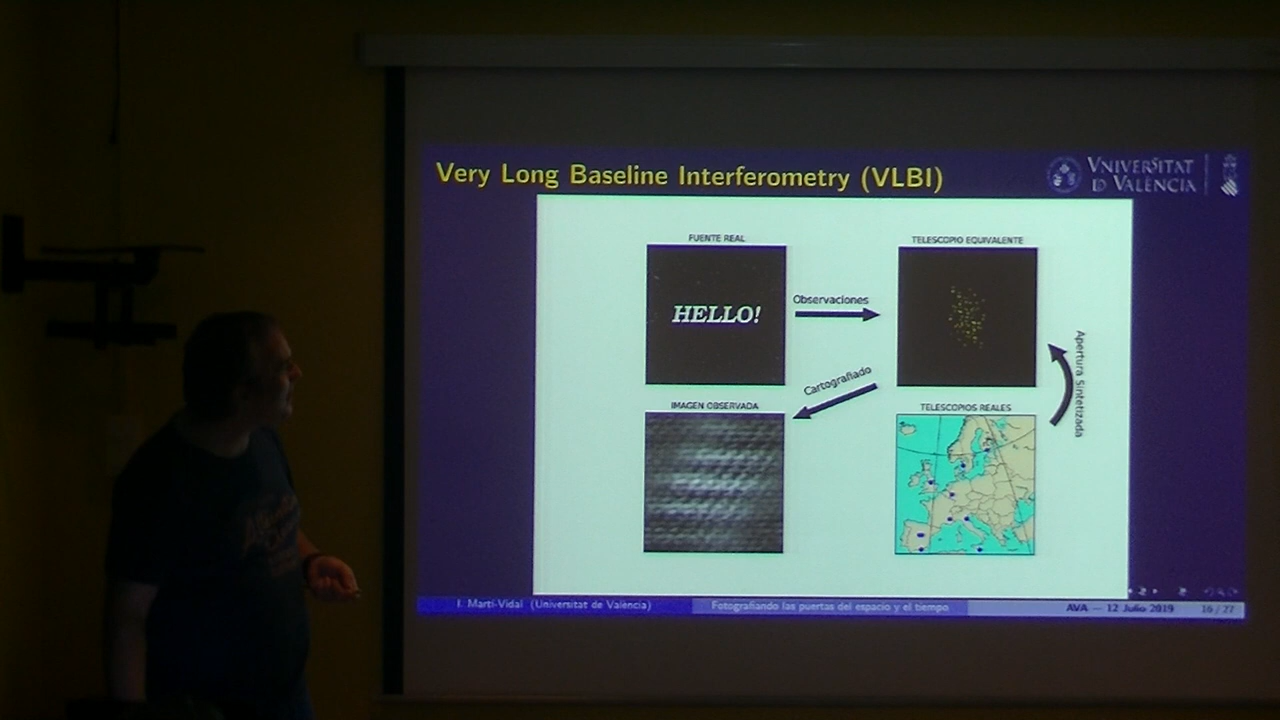 Very Long Baseline Interferometry (VLBI)
VNIVERSITAT
ID VALÈNCIA
FUENTE REAL
TELESCOPIO EQUIVALENTE
HELLO!
Observaciones
Cartografiado
Apertura Sintetizada
IMAGEN OBSERVADA
TELESCOPIOS REALES
I. Martí-Vidal (Universitat de València)
Fotografiando las puertas del espacio y el tiempo
AVA — 12 Julio 2019
16 / 27